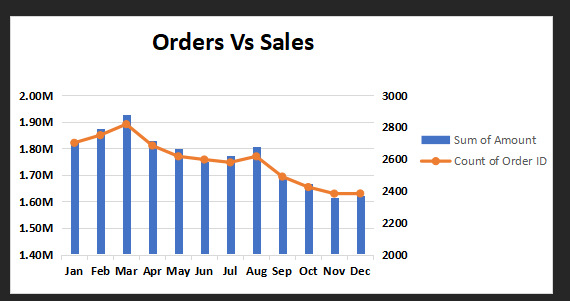 Orders Vs Sales
2.00M
1.90M
1.80M
1.70M
1.60M
1.50M
1.40M
3000
2800
2600
2400
2200
2000
Jan Feb Mar Apr May Jun Jul Aug Sep Oct Nov Dec
Sum of Amount
Count of Order ID